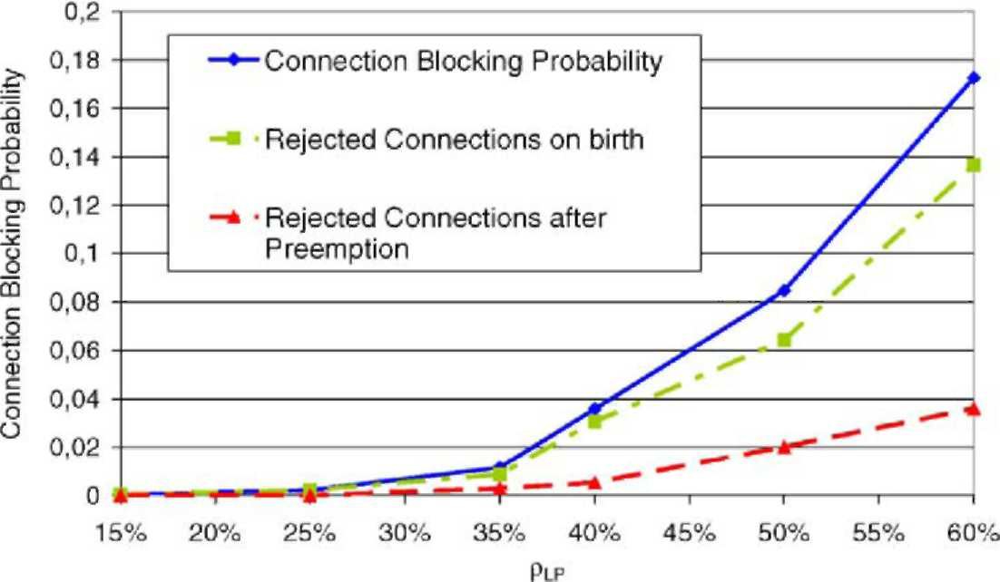 0,2
0,18
0,16
0,14
0,12
0,1
0,08
0,06
0,04
0,02
0
Connection Blocking Probability
Connection Blocking Probability
Rejected Connections on birth
Rejected Connections after
Preemption
15% 20% 25% 30% 35% 40% 45% 50% 55% 60%
ρLP